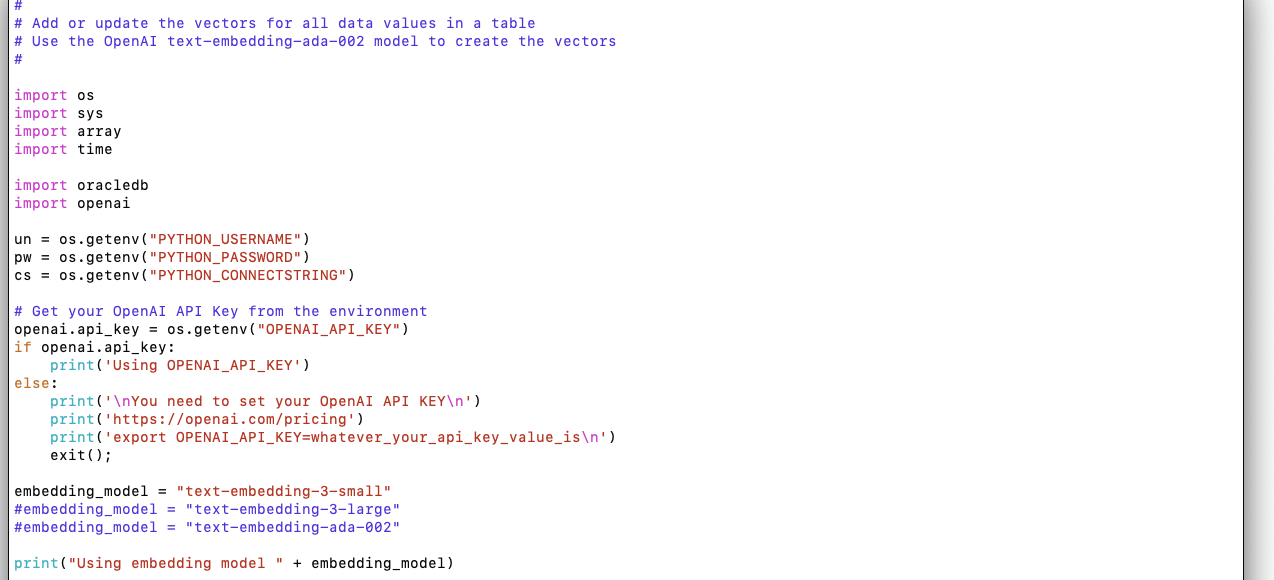 #
# Add or update the vectors for all data values in a table
# Use the OpenAI text-embedding-ada-002 model to create the vectors
#
import os
import sys
import array
import time
import oracledb
import openai
un = os.getenv("PYTHON_USERNAME")
pw = os.getenv("PYTHON_PASSWORD")
cs = os.getenv("PYTHON_CONNECTSTRING")
# Get your OpenAI API Key from the environment
openai.api_key = os.getenv("OPENAI_API_KEY")
if openai.api_key:
    print('Using OPENAI_API_KEY')
else:
    print('\nYou need to set your OpenAI API KEY\n')
    print('https://openai.com/pricing')
    print('export OPENAI_API_KEY=whatever_your_api_key_value_is\n')
    exit();
embedding_model = "text-embedding-3-small"
#embedding_model = "text-embedding-3-large"
#embedding_model = "text-embedding-ada-002"
print("Using embedding model " + embedding_model)